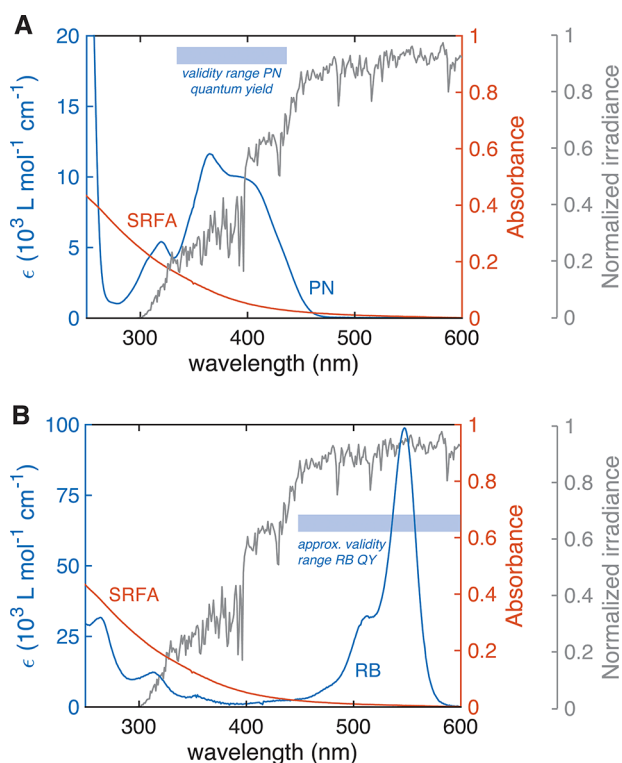 A
20
15
10
5
0
ϵ (10³ L mol⁻¹ cm⁻¹)
validity range PN
quantum yield
SRFA
PN
300
400
500
600
wavelength (nm)
1
0.8
0.6
0.4
0.2
0
Absorbance
1
0.8
0.6
0.4
0.2
0
Normalized irradiance
B
100
75
50
25
0
ϵ (10³ L mol⁻¹ cm⁻¹)
approx. validity
range RB QY
SRFA
RB
300
400
500
600
wavelength (nm)
1
0.8
0.6
0.4
0.2
0
Absorbance
1
0.8
0.6
0.4
0.2
0
Normalized irradiance